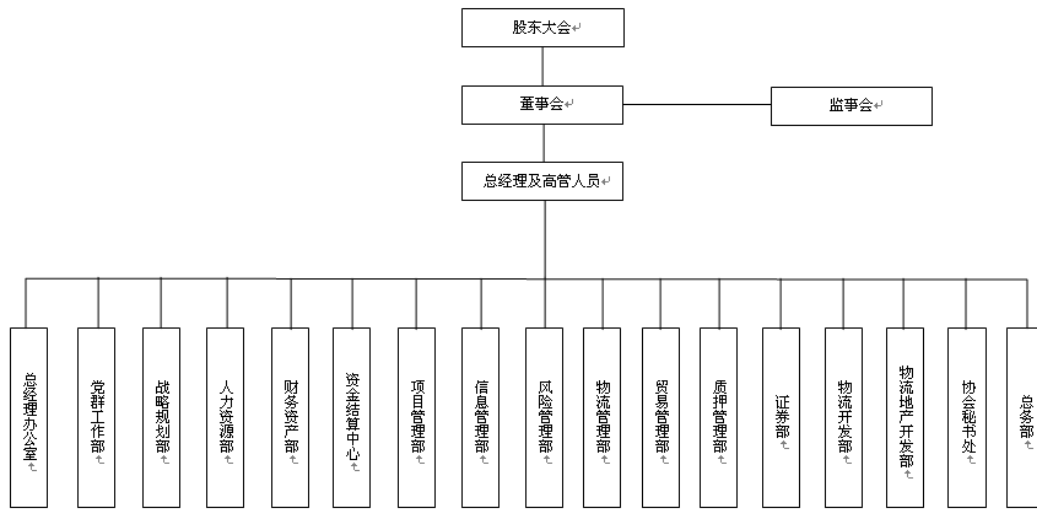 股东大会
董事会
监事会
总经理及高管人员
总经理办公室
党群工作部
战略规划部
人力资源部
财务资产部
资金结算中心
项目管理部
信息管理部
风险管理部
物流管理部
贸易管理部
质押管理部
证券部
物流开发部
物流地产开发部
协会秘书处
总务部